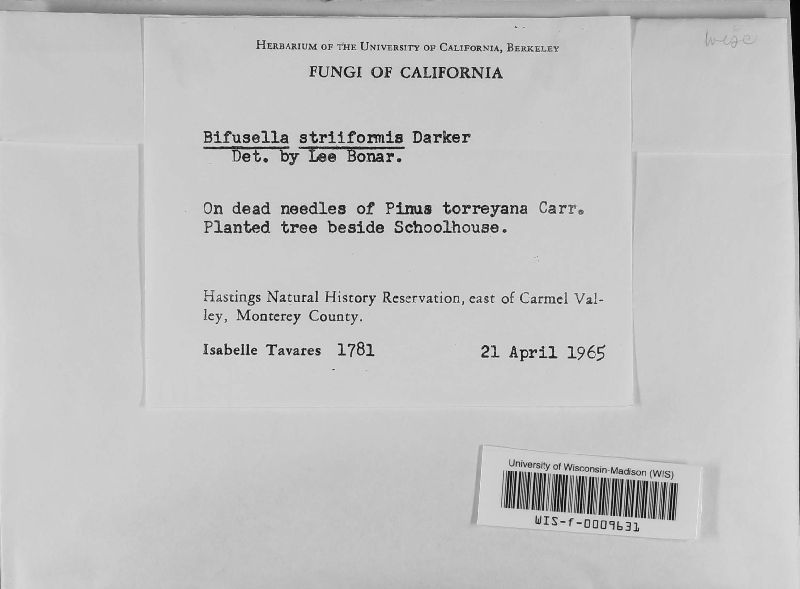 wisc
HERBARIUM OF THE UNIVERSITY OF CALIFORNIA, BERKELEY
FUNGI OF CALIFORNIA
Bifusella striiformis Darker
Det. by Lee Bonar.
On dead needles of Pinus torreyana Carr.
Planted tree beside Schoolhouse.
Hastings Natural History Reservation, east of Carmel Val-
ley, Monterey County.
Isabelle Tavares 1781 21 April 1965
University of Wisconsin-Madison (WIS)
WIS-f-0009631